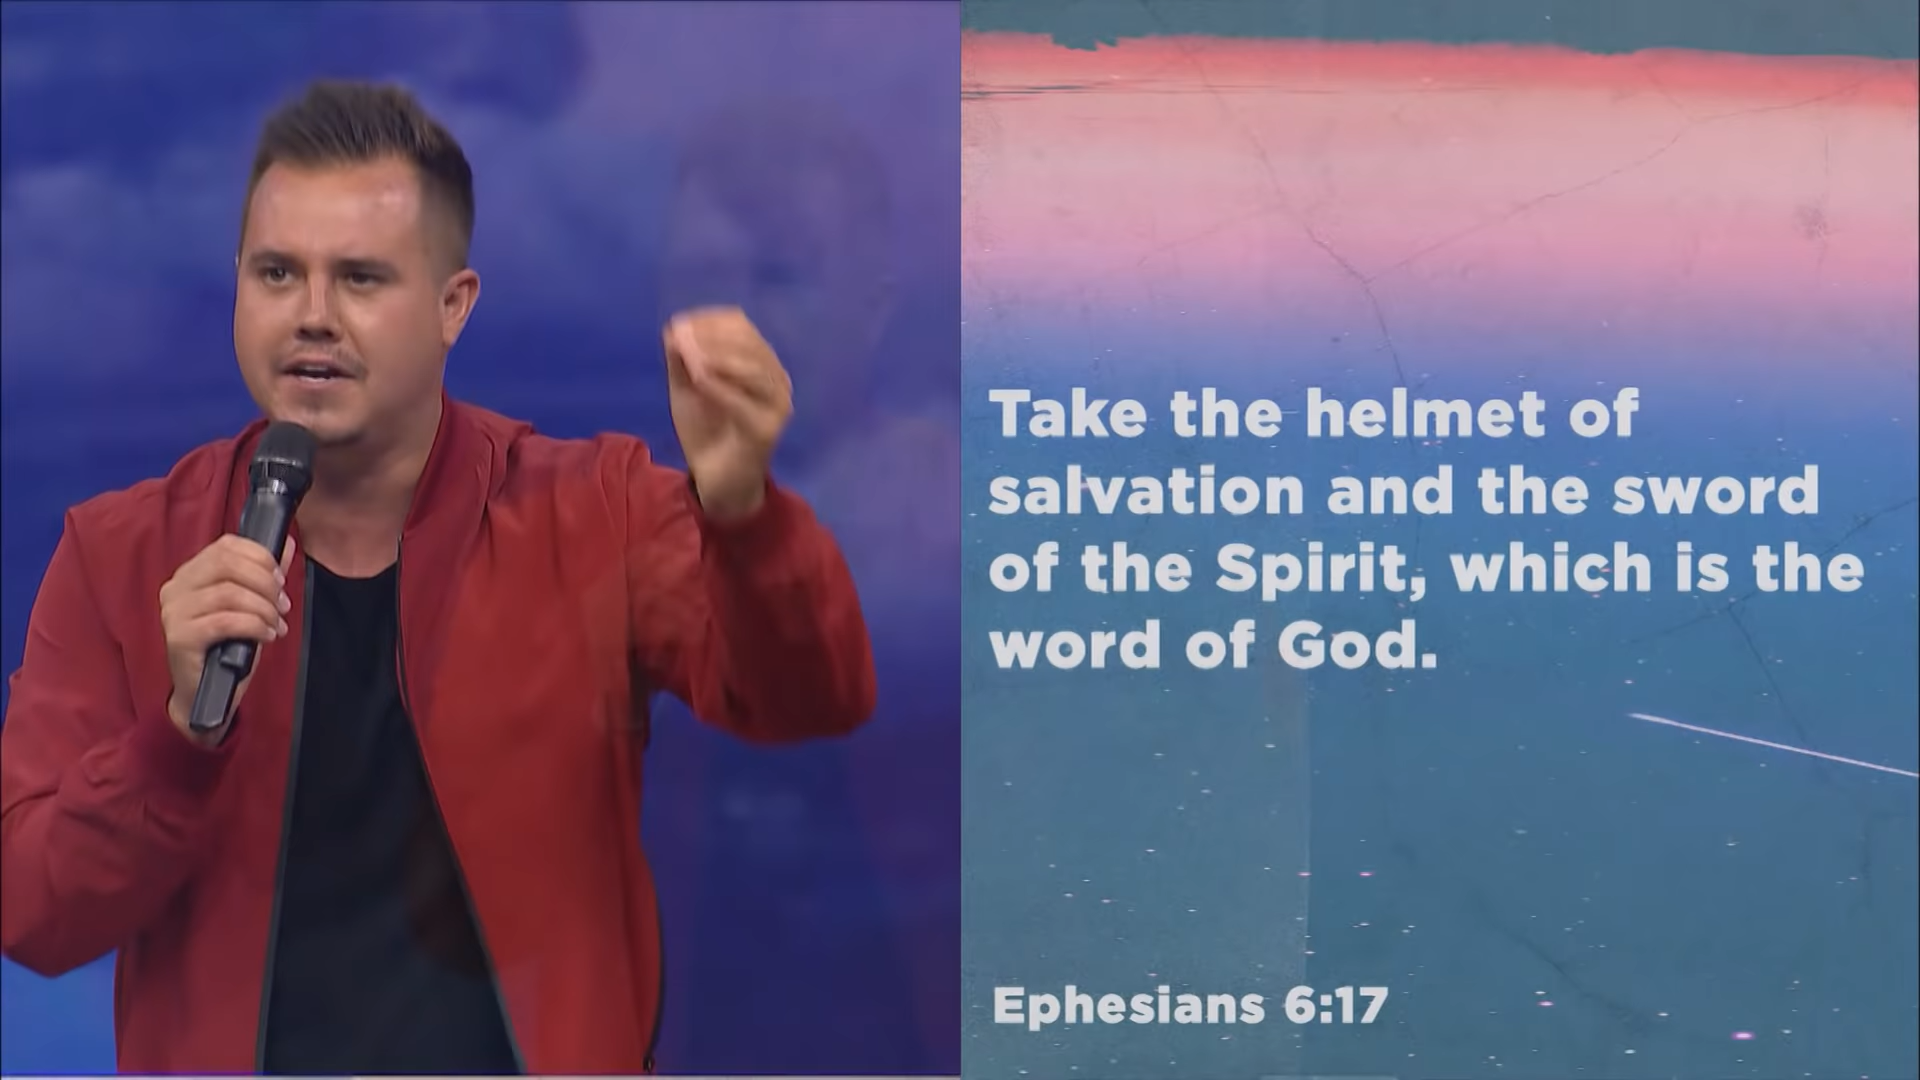 Take the helmet of
salvation and the sword
of the Spirit, which is the
word of God.
Ephesians 6:17